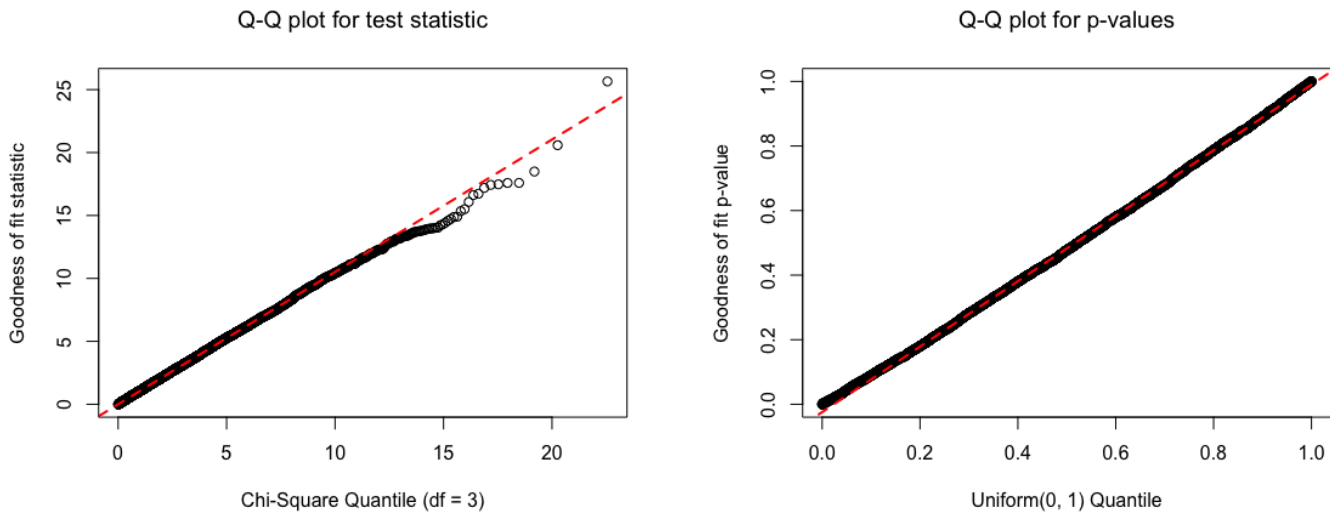 Q-Q plot for test statistic
Goodness of fit statistic
25
20
15
10
5
0
0 5 10 15 20
Chi-Square Quantile (df = 3)
Q-Q plot for p-values
Goodness of fit p-value
1.0
0.8
0.6
0.4
0.2
0.0
0.0 0.2 0.4 0.6 0.8 1.0
Uniform(0, 1) Quantile